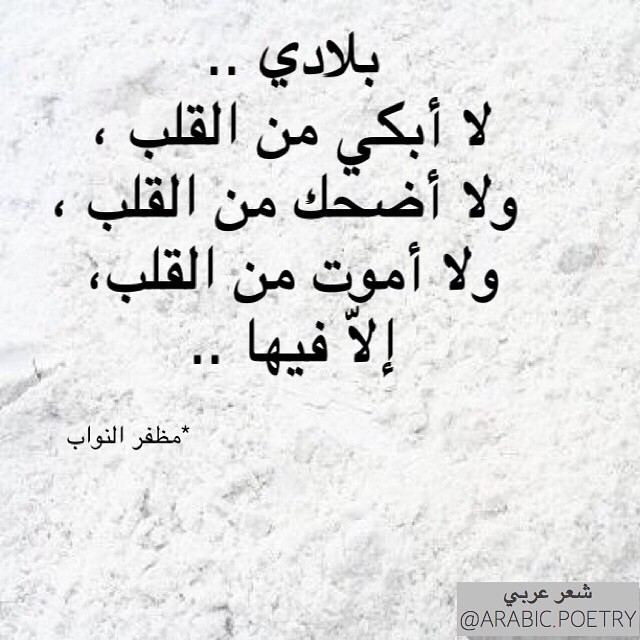 بلادي ..
لا أبكي من القلب ،
ولا أضحك من القلب ،
ولا أموت من القلب،
إلاّ فيها ..
*مظفر النواب
شعر عربي
@ARABIC.POETRY